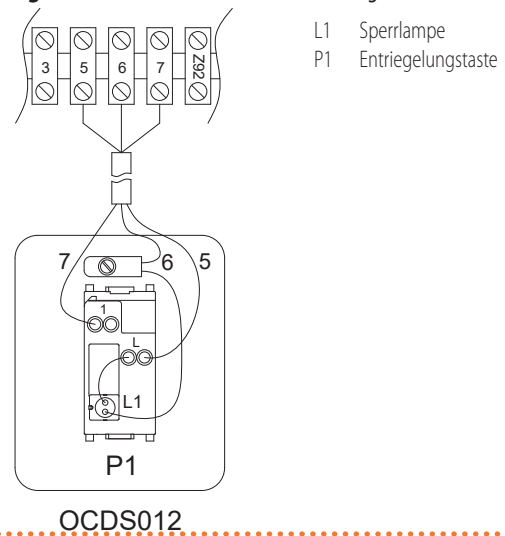 L1 Sperrlampe
P1 Entriegelungstaste
3 5 6 7 Z92
7 6 5
1
L
L1
P1
OCDS012